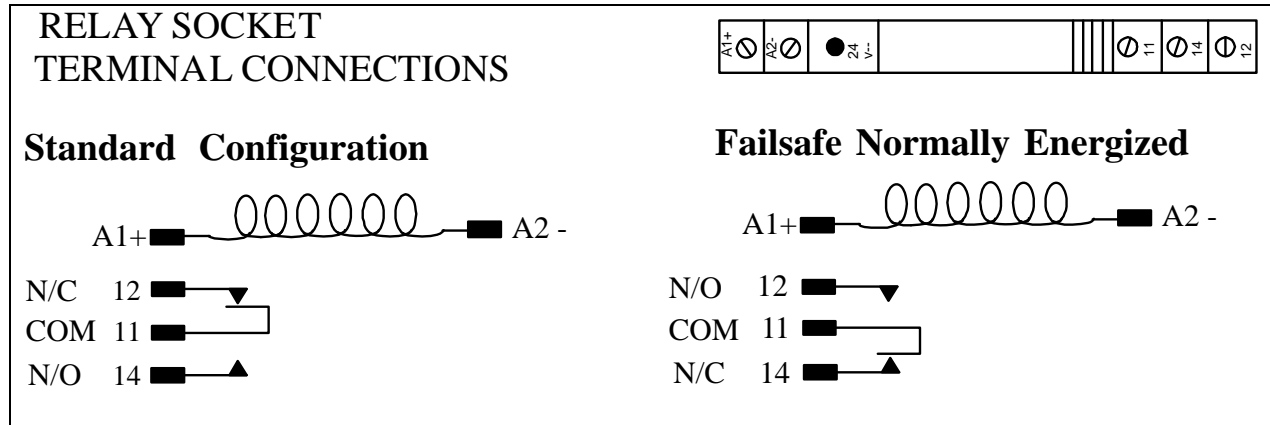 RELAY SOCKET
TERMINAL CONNECTIONS
A1+ A2- 24 v-- 11 14 12
Standard Configuration
A1+ A2 -
N/C 12
COM 11
N/O 14
Failsafe Normally Energized
A1+ A2 -
N/O 12
COM 11
N/C 14